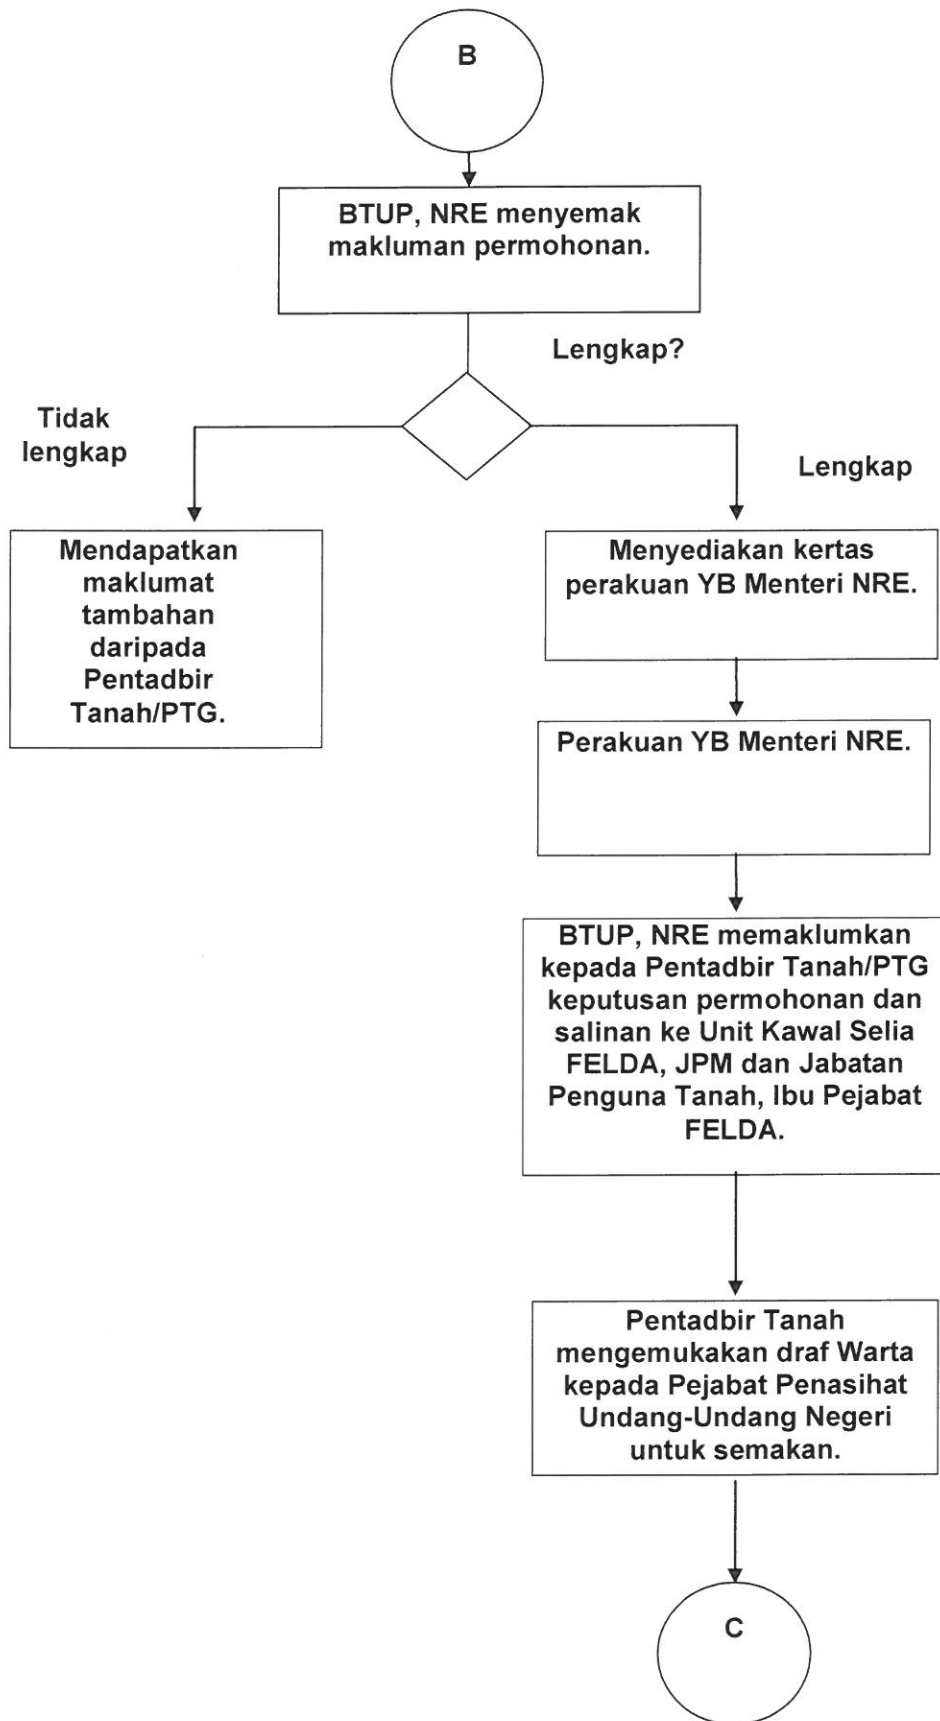 B
BTUP, NRE menyemak
makluman permohonan.
Lengkap?
Tidak
lengkap
Lengkap
Mendapatkan
maklumat
tambahan
daripada
Pentadbir
Tanah/PTG.
Menyediakan kertas
perakuan YB Menteri NRE.
Perakuan YB Menteri NRE.
BTUP, NRE memaklumkan
kepada Pentadbir Tanah/PTG
keputusan permohonan dan
salinan ke Unit Kawal Selia
FELDA, JPM dan Jabatan
Penguna Tanah, Ibu Pejabat
FELDA.
Pentadbir Tanah
mengemukakan draf Warta
kepada Pejabat Penasihat
Undang-Undang Negeri
untuk semakan.
C